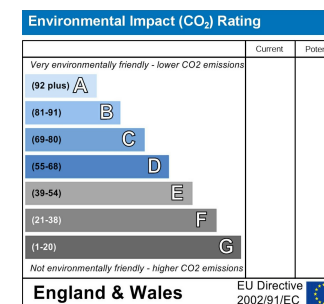 Environmental Impact (CO₂) Rating
Current
Very environmentally friendly - lower CO2 emissions
(92 plus) A
(81-91) B
(69-80) C
(55-68) D
(39-54) E
(21-38) F
(1-20) G
Not environmentally friendly - higher CO2 emissions
England & Wales
EU Directive
2002/91/EC